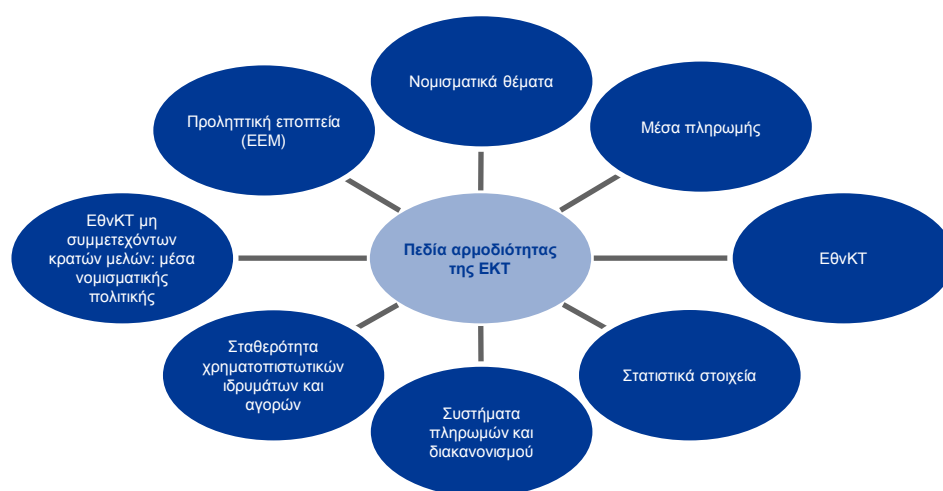 Νομισματικά θέματα
Προληπτική εποπτεία
(ΕΕΜ)
Μέσα πληρωμής
ΕθνΚΤ μη
συμμετεχόντων
κρατών μελών: μέσα
νομισματικής
πολιτικής
Πεδία αρμοδιότητας
της ΕΚΤ
ΕθνΚΤ
Σταθερότητα
χρηματοπιστωτικών
ιδρυμάτων και
αγορών
Στατιστικά στοιχεία
Συστήματα
πληρωμών και
διακανονισμού